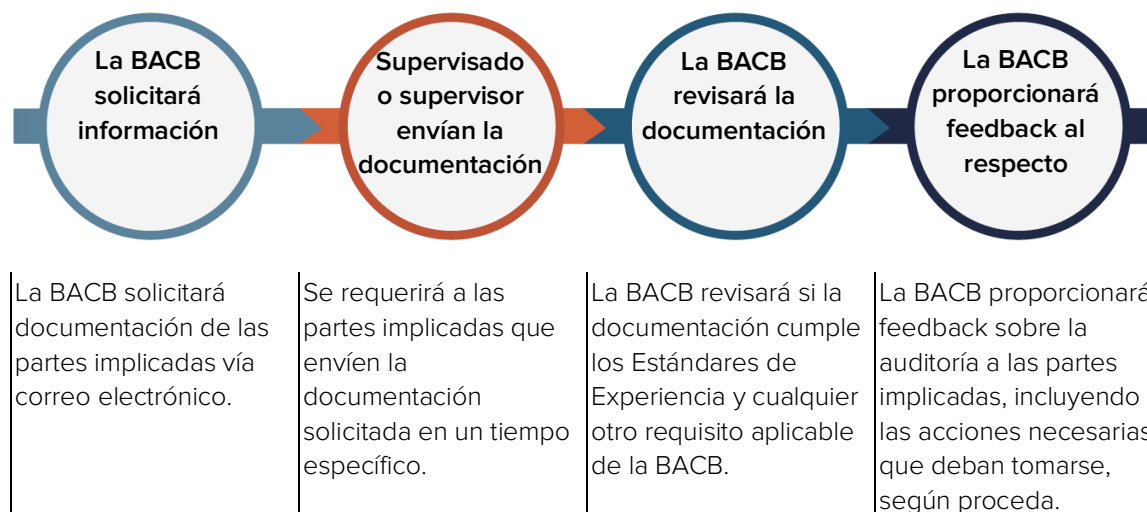 La BACB
solicitará
información
Supervisado
o supervisor
envían la
documentación
La BACB
revisará la
documentación
La BACB
proporcionará
feedback al
respecto
La BACB solicitará
documentación de las
partes implicadas vía
correo electrónico.
Se requerirá a las
partes implicadas que
envíen la
documentación
solicitada en un tiempo
específico.
La BACB revisará si la
documentación cumple
los Estándares de
Experiencia y cualquier
otro requisito aplicable
de la BACB.
La BACB proporcionará
feedback sobre la
auditoría a las partes
implicadas, incluyendo
las acciones necesarias
que deban tomarse,
según proceda.